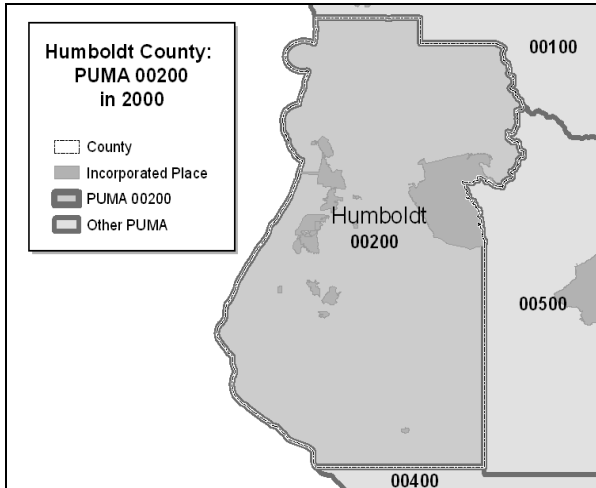 Humboldt County:
PUMA 00200
in 2000
County
Incorporated Place
PUMA 00200
Other PUMA
00100
Humboldt
00200
00500
00400